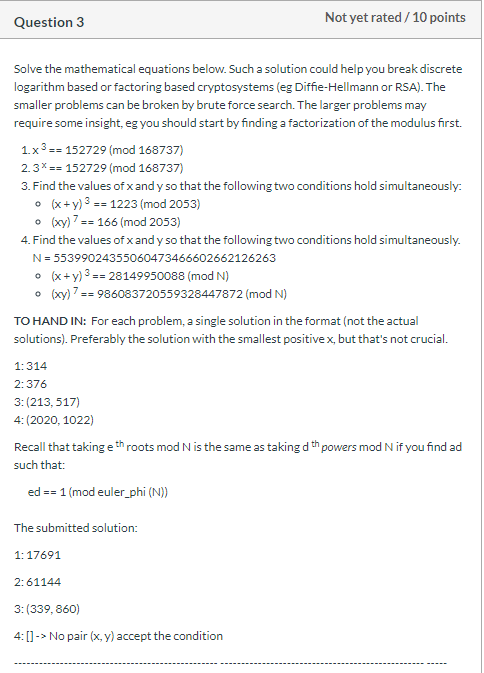 Question 3
Not yet rated / 10 points
Solve the mathematical equations below. Such a solution could help you break discrete
logarithm based or factoring based cryptosystems (eg Diffie-Hellmann or RSA). The
smaller problems can be broken by brute force search. The larger problems may
require some insight, eg you should start by finding a factorization of the modulus first.
1. x ³ == 152729 (mod 168737)
2. 3ˣ == 152729 (mod 168737)
3. Find the values of x and y so that the following two conditions hold simultaneously:
○ (x + y) ³ == 1223 (mod 2053)
○ (xy) ⁷ == 166 (mod 2053)
4. Find the values of x and y so that the following two conditions hold simultaneously.
N = 55399024355060473466602662126263
○ (x + y) ³ == 28149950088 (mod N)
○ (xy) ⁷ == 986083720559328447872 (mod N)
TO HAND IN: For each problem, a single solution in the format (not the actual
solutions). Preferably the solution with the smallest positive x, but that's not crucial.
1: 314
2: 376
3: (213, 517)
4: (2020, 1022)
Recall that taking e ᵗʰ roots mod N is the same as taking d ᵗʰ powers mod N if you find ad
such that:
ed == 1 (mod euler_phi (N))
The submitted solution:
1: 17691
2: 61144
3: (339, 860)
4: [] -> No pair (x, y) accept the condition